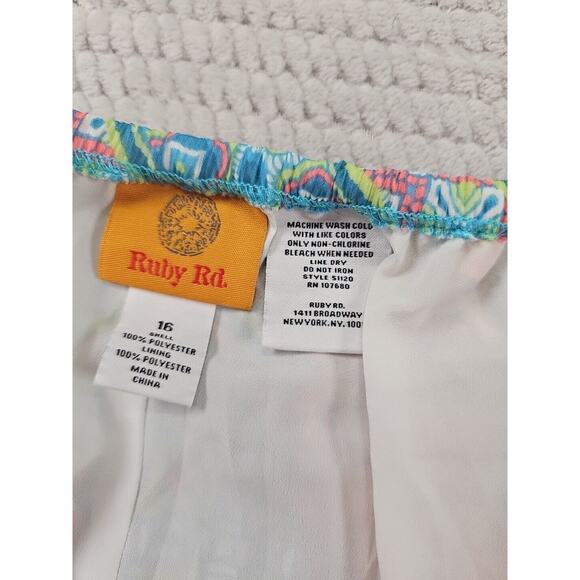 Ruby Rd.
16
SHELL
100% POLYESTER
LINING
100% POLYESTER
MADE IN
CHINA
MACHINE WASH COLD
WITH LIKE COLORS
ONLY NON-CHLORINE
BLEACH WHEN NEEDED
LINE DRY
DO NOT IRON
STYLE 51120
RN 107680
RUBY RD.
1411 BROADWAY
NEW YORK, NY. 100